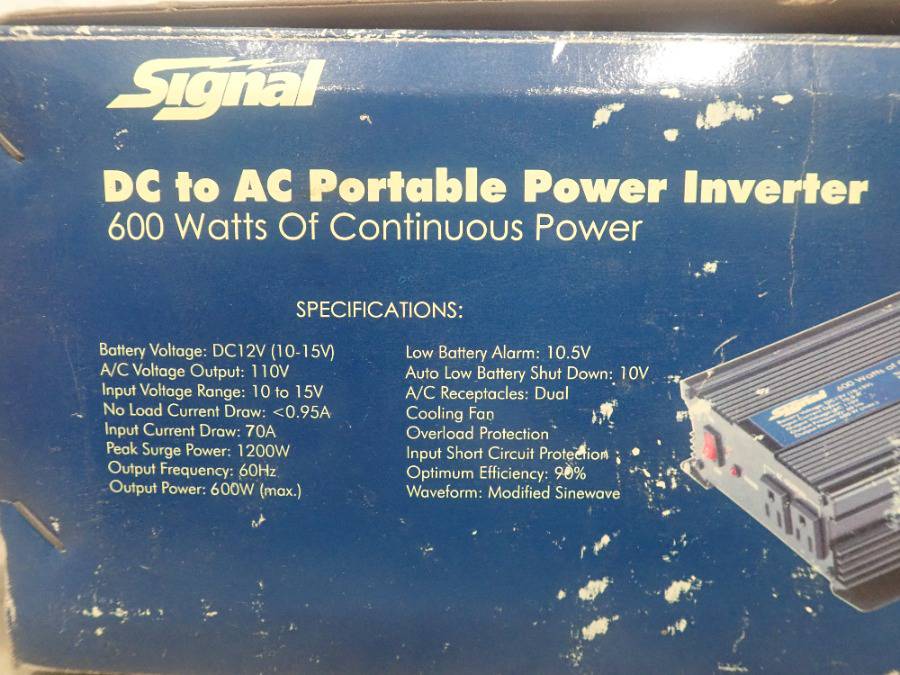 Signal
DC to AC Portable Power Inverter
600 Watts Of Continuous Power
SPECIFICATIONS:
Battery Voltage: DC12V (10-15V)
A/C Voltage Output: 110V
Input Voltage Range: 10 to 15V
No Load Current Draw: <0.95A
Input Current Draw: 70A
Peak Surge Power: 1200W
Output Frequency: 60Hz
Output Power: 600W (max.)
Low Battery Alarm: 10.5V
Auto Low Battery Shut Down: 10V
A/C Receptacles: Dual
Cooling Fan
Overload Protection
Input Short Circuit Protection
Optimum Efficiency: 90%
Waveform: Modified Sinewave
Signal
600 Watts of